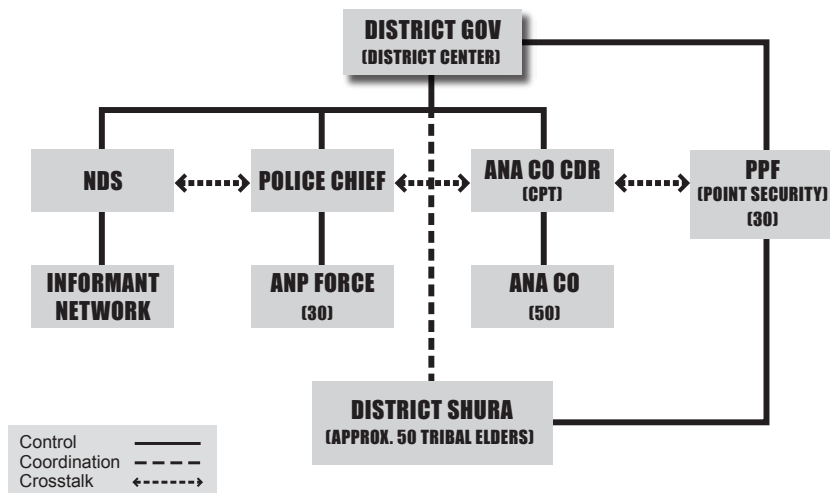 DISTRICT GOV
(DISTRICT CENTER)
NDS
POLICE CHIEF
ANA CO CDR
(CPT)
PPF
(POINT SECURITY)
(30)
INFORMANT
NETWORK
ANP FORCE
(30)
ANA CO
(50)
DISTRICT SHURA
(APPROX. 50 TRIBAL ELDERS)
Control
Coordination
Crosstalk